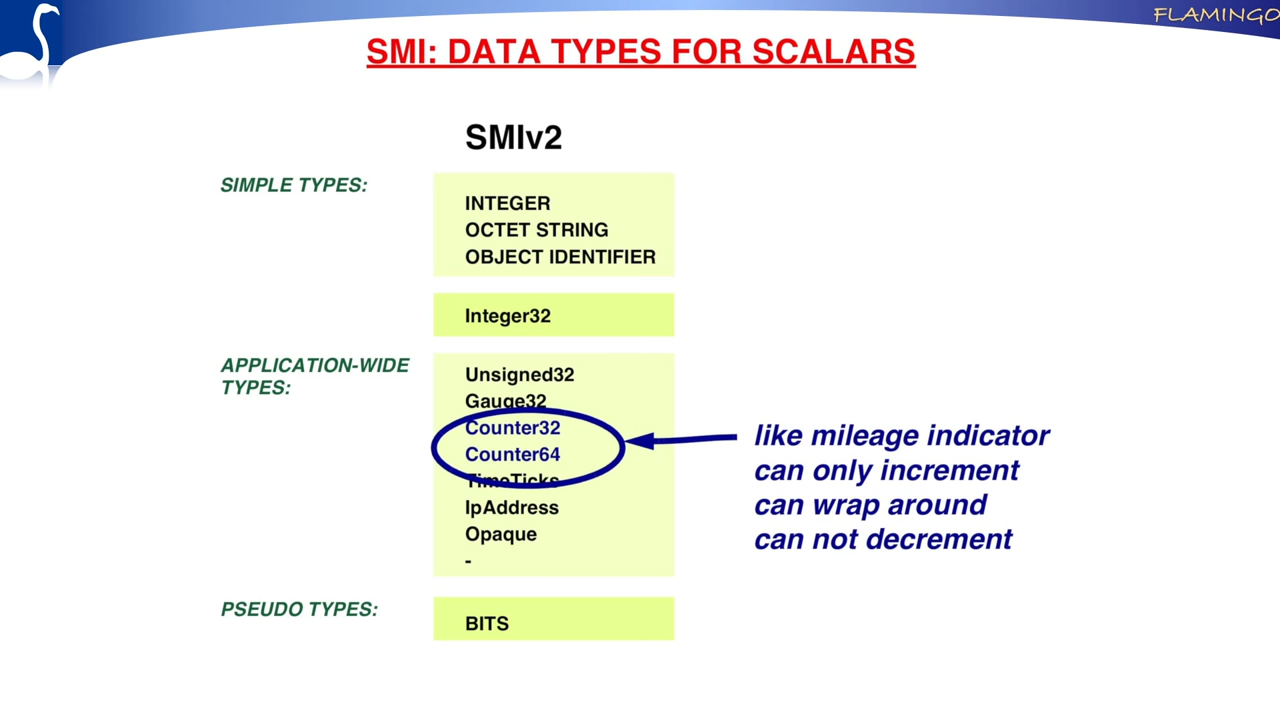 FLAMINGO
SMI: DATA TYPES FOR SCALARS
SMIv2
SIMPLE TYPES:
INTEGER
OCTET STRING
OBJECT IDENTIFIER
Integer32
APPLICATION-WIDE
TYPES:
Unsigned32
Gauge32
Counter32
Counter64
TimeTicks
IpAddress
Opaque
-
like mileage indicator
can only increment
can wrap around
can not decrement
PSEUDO TYPES:
BITS